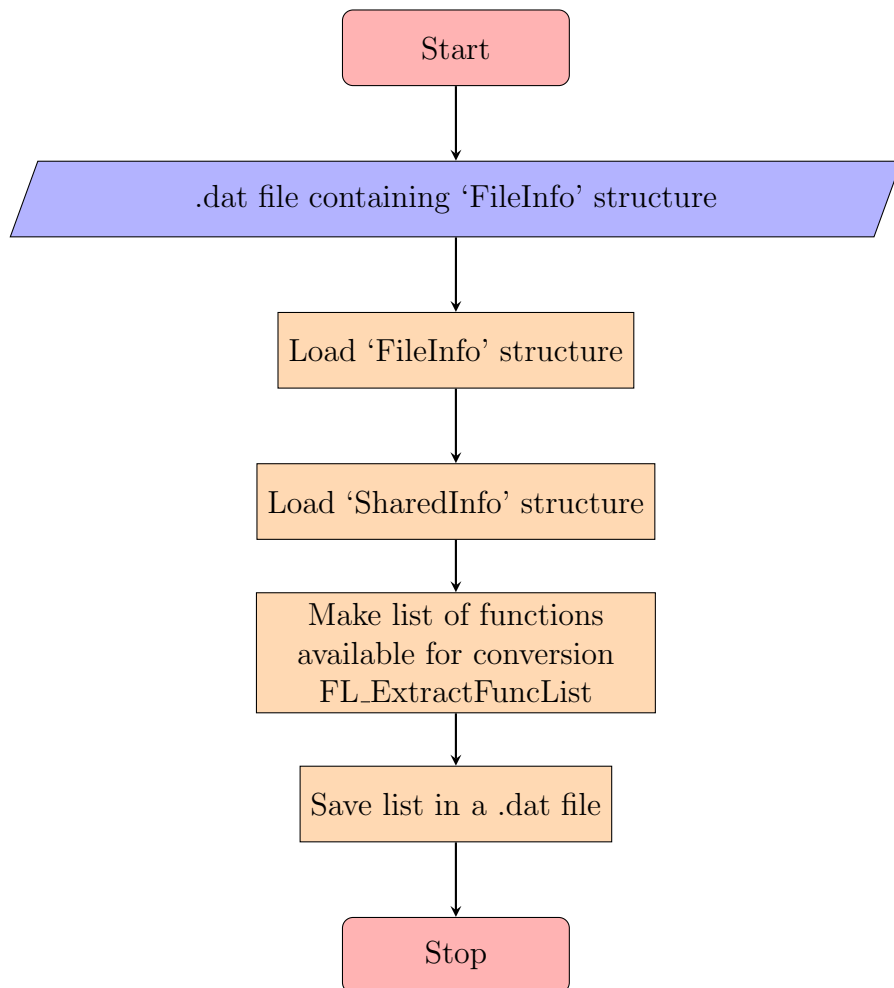 Start
.dat file containing ‘FileInfo’ structure
Load ‘FileInfo’ structure
Load ‘SharedInfo’ structure
Make list of functions
available for conversion
FL_ExtractFuncList
Save list in a .dat file
Stop